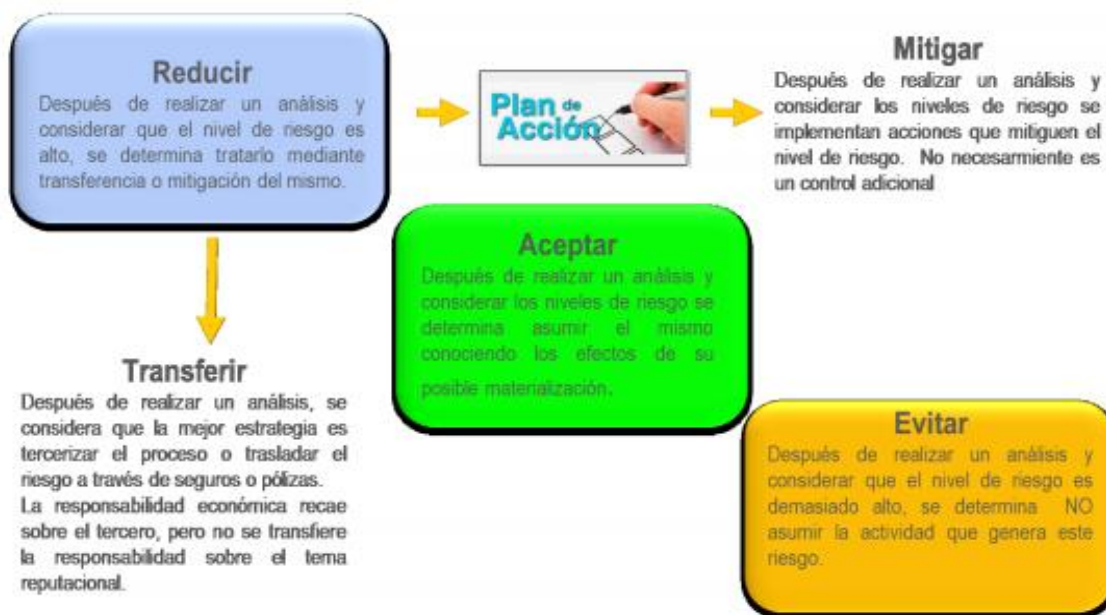 Reducir
Después de realizar un análisis y
considerar que el nivel de riesgo es
alto, se determina tratarlo mediante
transferencia o mitigación del mismo.
Plan de
Acción
Mitigar
Después de realizar un análisis y
considerar los niveles de riesgo se
implementan acciones que mitiguen el
nivel de riesgo. No necesarmiente es
un control adicional
Aceptar
Después de realizar un análisis y
considerar los niveles de riesgo se
determina asumir el mismo
conociendo los efectos de su
posible materialización.
Transferir
Después de realizar un análisis, se
considera que la mejor estrategia es
tercerizar el proceso o trasladar el
riesgo a través de seguros o pólizas.
La responsabilidad económica recae
sobre el tercero, pero no se transfiere
la responsabilidad sobre el tema
reputacional.
Evitar
Después de realizar un análisis y
considerar que el nivel de riesgo es
demasiado alto, se determina NO
asumir la actividad que genera este
riesgo.